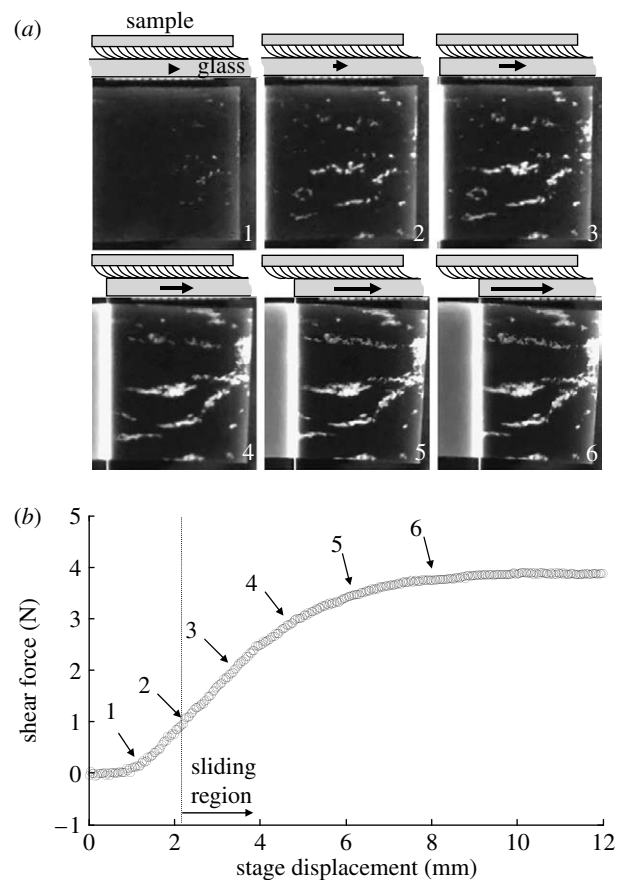 (a)
sample
glass
1
2
3
4
5
6
(b)
5
4
3
2
1
0
−1
shear force (N)
1
2
3
4
5
6
sliding
region
0 2 4 6 8 10 12
stage displacement (mm)